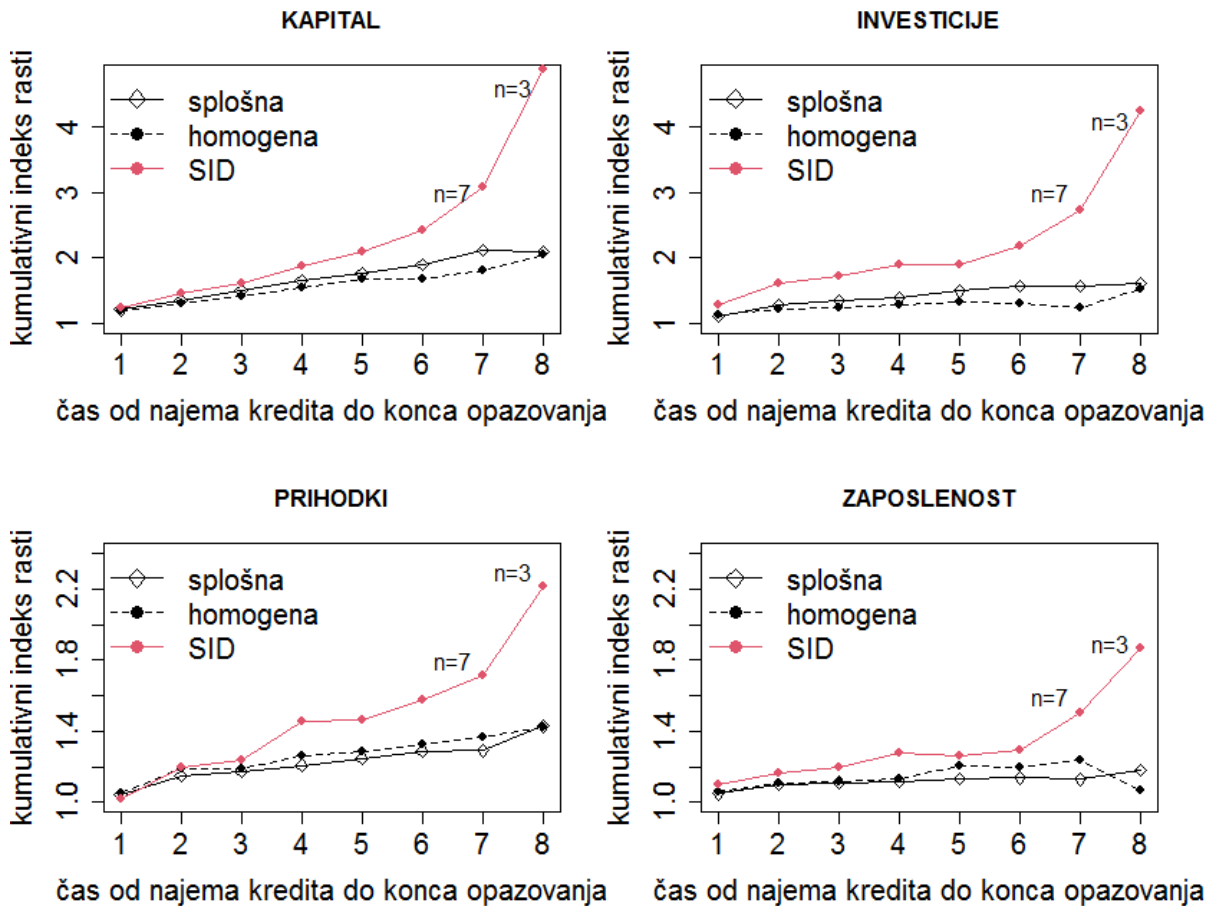 KAPITAL
kumulativni indeks rasti
4
3
2
1
splošna
homogena
SID
n=7
n=3
1 2 3 4 5 6 7 8
čas od najema kredita do konca opazovanja
INVESTICIJE
kumulativni indeks rasti
4
3
2
1
splošna
homogena
SID
n=7
n=3
1 2 3 4 5 6 7 8
čas od najema kredita do konca opazovanja
PRIHODKI
kumulativni indeks rasti
2.2
1.8
1.4
1.0
splošna
homogena
SID
n=7
n=3
1 2 3 4 5 6 7 8
čas od najema kredita do konca opazovanja
ZAPOSLENOST
kumulativni indeks rasti
2.2
1.8
1.4
1.0
splošna
homogena
SID
n=7
n=3
1 2 3 4 5 6 7 8
čas od najema kredita do konca opazovanja